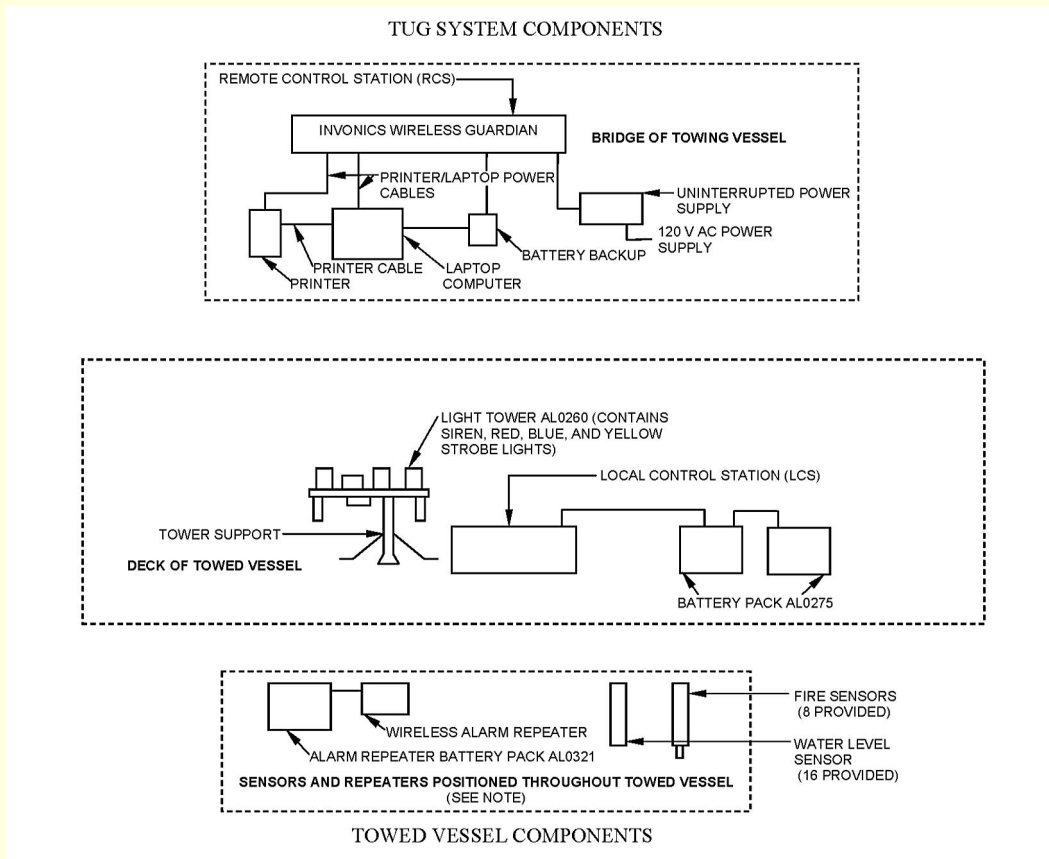 TUG SYSTEM COMPONENTS
REMOTE CONTROL STATION (RCS)
INVONICS WIRELESS GUARDIAN
BRIDGE OF TOWING VESSEL
PRINTER/LAPTOP POWER
CABLES
UNINTERRUPTED POWER
SUPPLY
120 V AC POWER
SUPPLY
BATTERY BACKUP
PRINTER CABLE
PRINTER
LAPTOP
COMPUTER
LIGHT TOWER AL0260 (CONTAINS
SIREN, RED, BLUE, AND YELLOW
STROBE LIGHTS)
LOCAL CONTROL STATION (LCS)
TOWER SUPPORT
DECK OF TOWED VESSEL
BATTERY PACK AL0275
WIRELESS ALARM REPEATER
ALARM REPEATER BATTERY PACK AL0321
FIRE SENSORS
(8 PROVIDED)
WATER LEVEL
SENSOR
(16 PROVIDED)
SENSORS AND REPEATERS POSITIONED THROUGHOUT TOWED VESSEL
(SEE NOTE)
TOWED VESSEL COMPONENTS